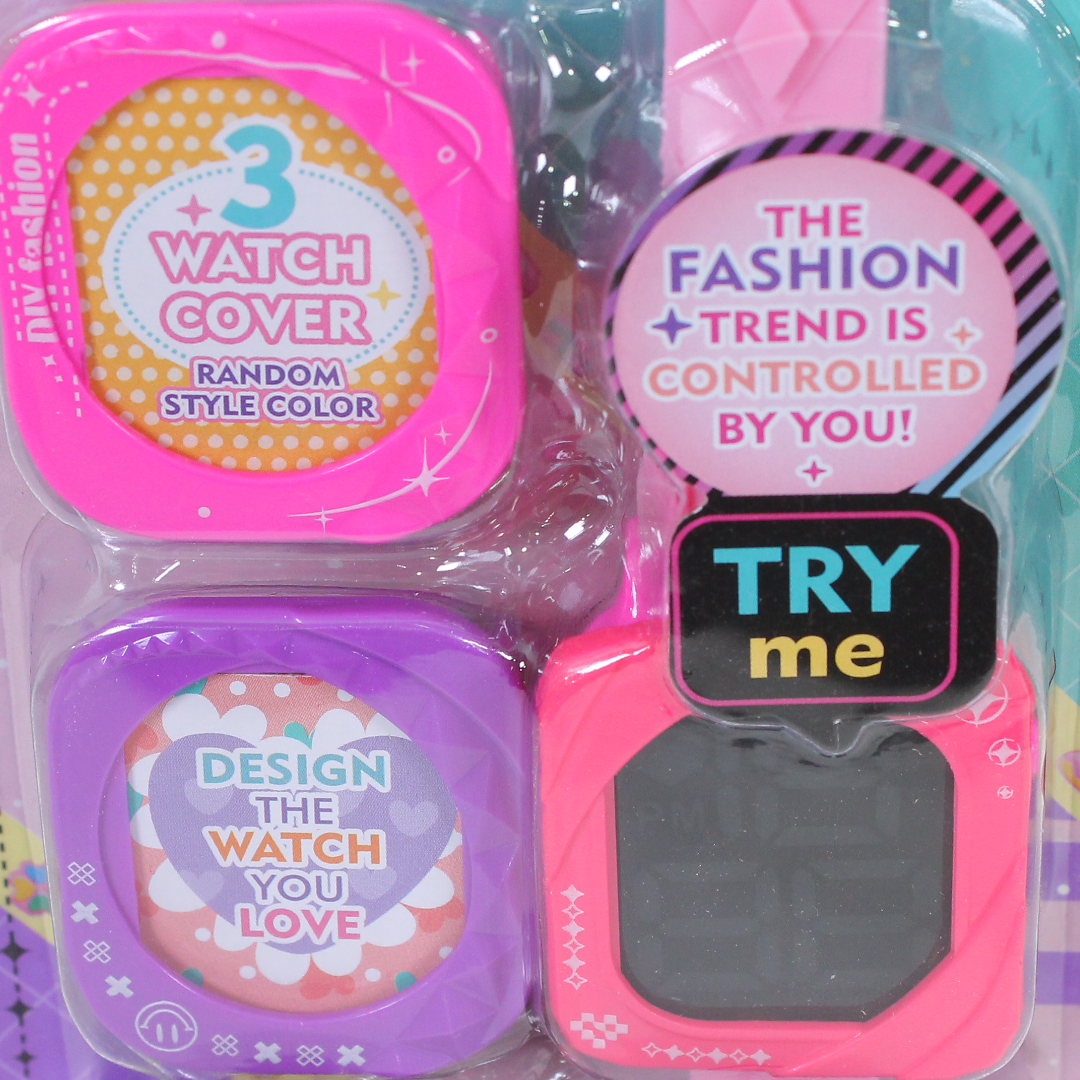 DIY fashion
3
WATCH
COVER
RANDOM
STYLE COLOR
THE
FASHION
TREND IS
CONTROLLED
BY YOU!
TRY
me
DESIGN
THE
WATCH
YOU
LOVE
PM